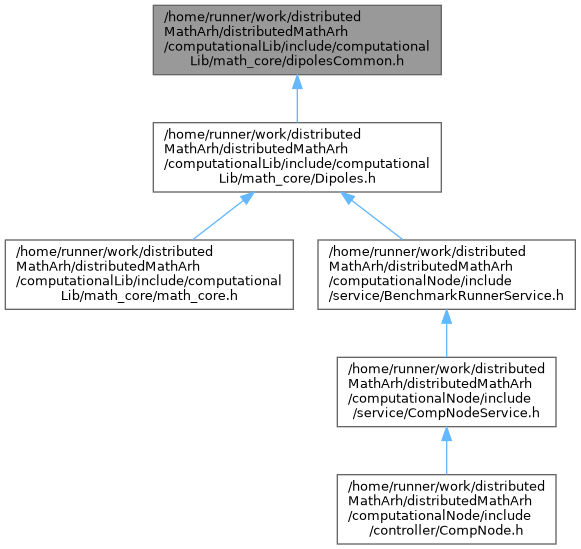 /home/runner/work/distributed
MathArh/distributedMathArh
/computationalLib/include/computational
Lib/math_core/dipolesCommon.h
/home/runner/work/distributed
MathArh/distributedMathArh
/computationalLib/include/computational
Lib/math_core/Dipoles.h
/home/runner/work/distributed
MathArh/distributedMathArh
/computationalLib/include/computational
Lib/math_core/math_core.h
/home/runner/work/distributed
MathArh/distributedMathArh
/computationalNode/include
/service/BenchmarkRunnerService.h
/home/runner/work/distributed
MathArh/distributedMathArh
/computationalNode/include
/service/CompNodeService.h
/home/runner/work/distributed
MathArh/distributedMathArh
/computationalNode/include
/controller/CompNode.h